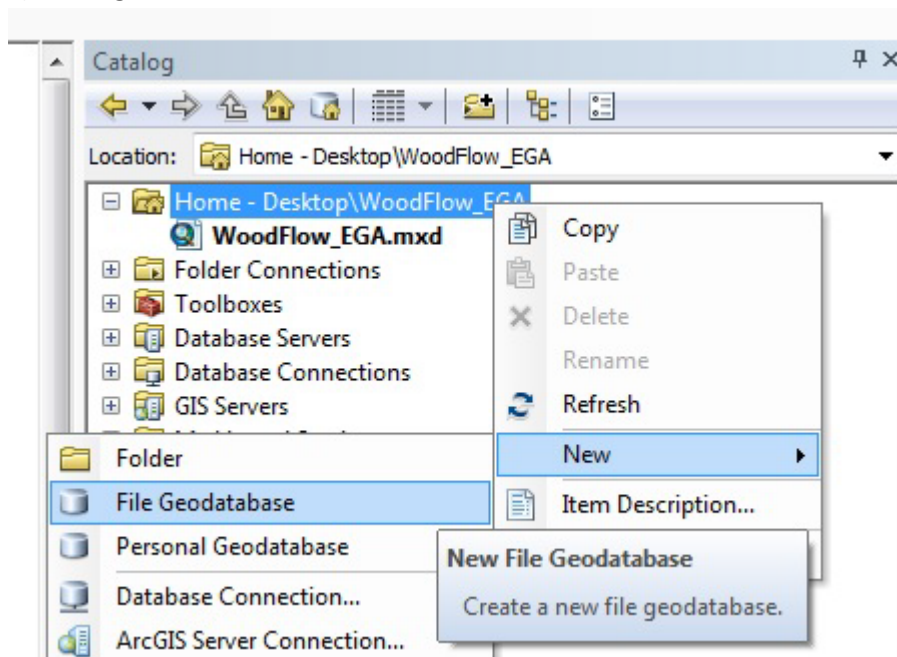 Catalog
Location: Home - Desktop\WoodFlow_EGA
Home - Desktop\WoodFlow_EGA
WoodFlow_EGA.mxd
Folder Connections
Toolboxes
Database Servers
Database Connections
GIS Servers
Copy
Paste
Delete
Rename
Refresh
New
Item Description...
Folder
File Geodatabase
Personal Geodatabase
Database Connection...
ArcGIS Server Connection...
New File Geodatabase
Create a new file geodatabase.